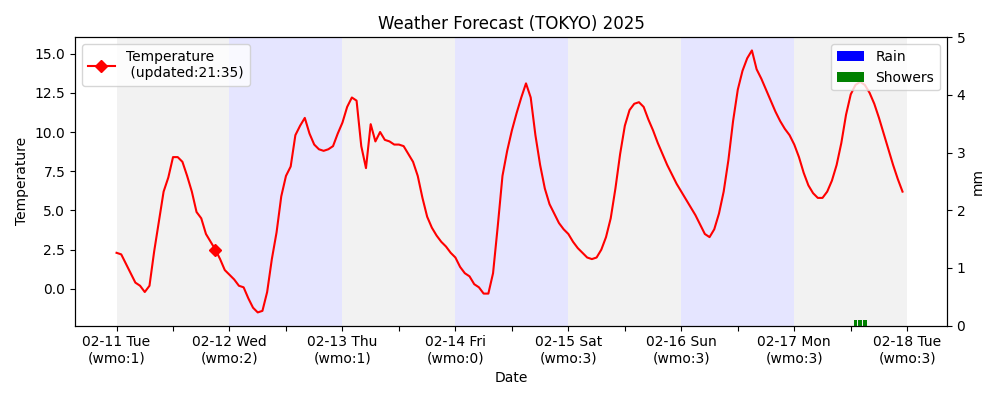 Weather Forecast (TOKYO) 2025
Temperature
(updated:21:35)
Rain
Showers
Temperature
15.0
12.5
10.0
7.5
5.0
2.5
0.0
5
4
3
2
1
0
mm
02-11 Tue
(wmo:1)
02-12 Wed
(wmo:2)
02-13 Thu
(wmo:1)
02-14 Fri
(wmo:0)
02-15 Sat
(wmo:3)
02-16 Sun
(wmo:3)
02-17 Mon
(wmo:3)
02-18 Tue
(wmo:3)
Date